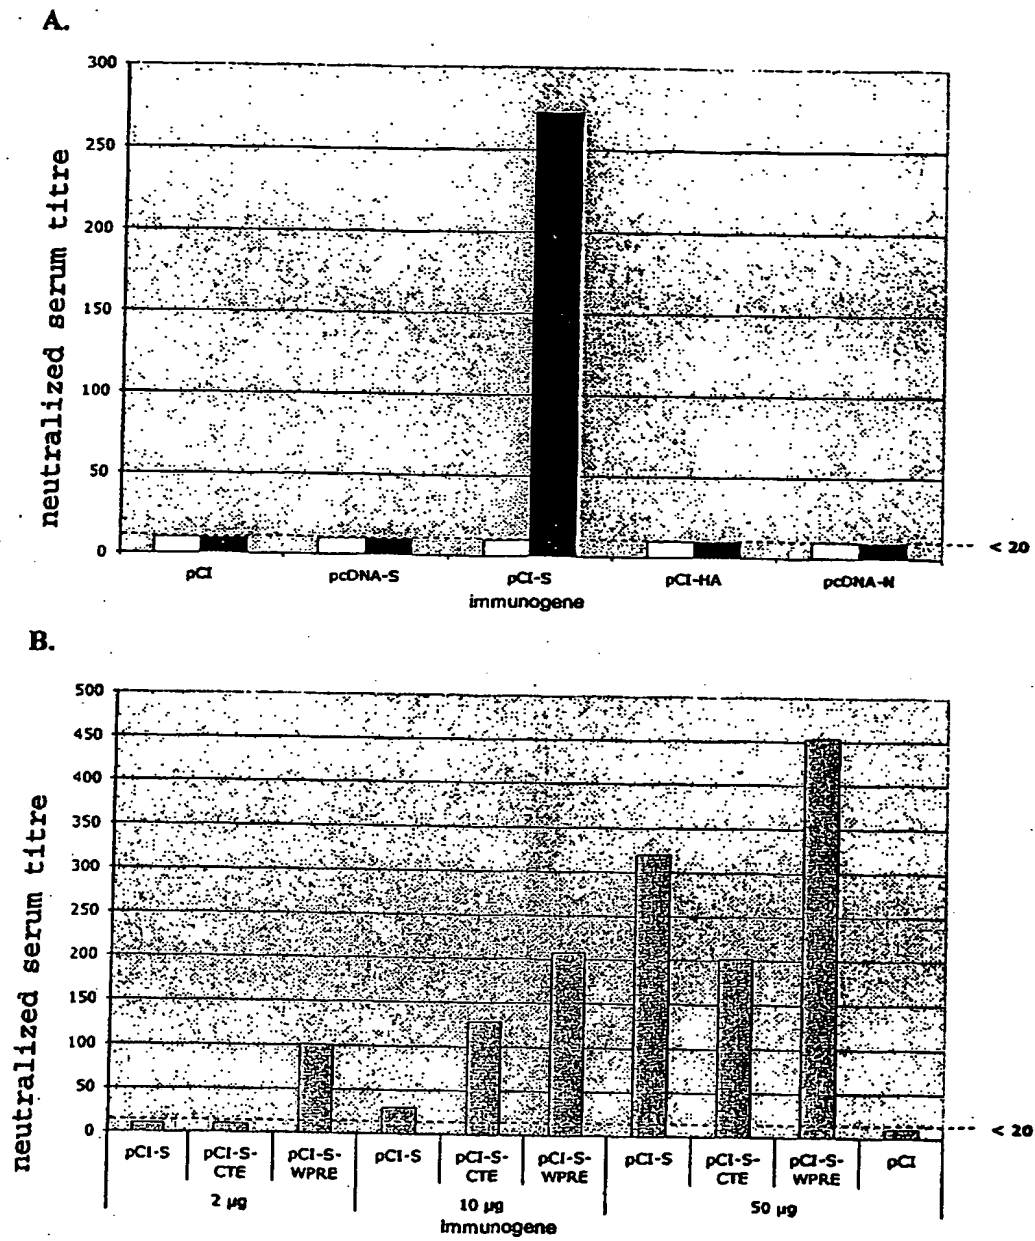 A.
neutralized serum titre
300
250
200
150
100
50
0
< 20
pCI pcDNA-S pCI-S pCI-HA pcDNA-N
immunogene
B.
neutralized serum titre
500
450
400
350
300
250
200
150
100
50
0
< 20
pCI-S pCI-S-CTE pCI-S-WPRE pCI-S pCI-S-CTE pCI-S-WPRE pCI-S pCI-S-CTE pCI-S-WPRE pCI
2 µg 10 µg 50 µg
immunogene